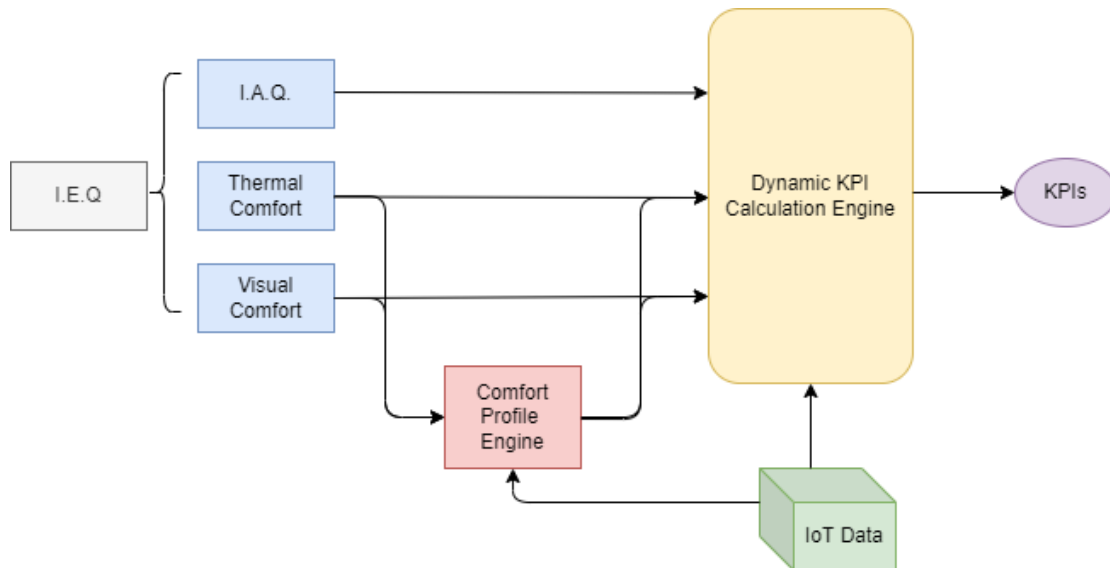 I.A.Q.
I.E.Q
Thermal
Comfort
Visual
Comfort
Comfort
Profile
Engine
Dynamic KPI
Calculation Engine
KPIs
IoT Data